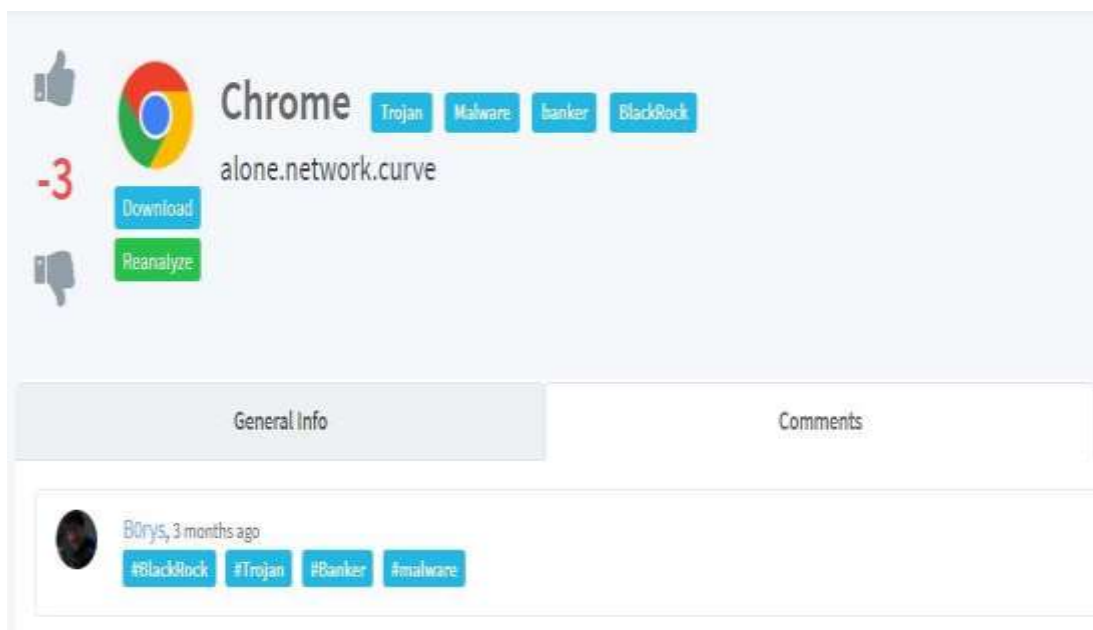 Chrome Trojan Malware banker BlackRock
alone.network.curve
-3
Download
Reanalyze
General Info Comments
B0rys, 3 months ago
#BlackRock #Trojan #Banker #malware